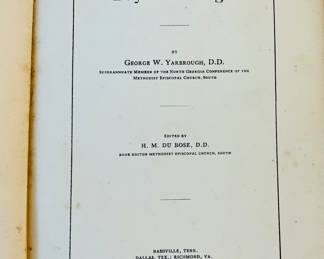 BY
GEORGE W. YARBROUGH, D.D.
SUPERANNUATE MEMBER OF THE NORTH GEORGIA CONFERENCE OF THE
METHODIST EPISCOPAL CHURCH, SOUTH
EDITED BY
H. M. DU BOSE, D.D.
BOOK EDITOR METHODIST EPISCOPAL CHURCH, SOUTH
NASHVILLE, TENN.
DALLAS, TEX.; RICHMOND, VA.